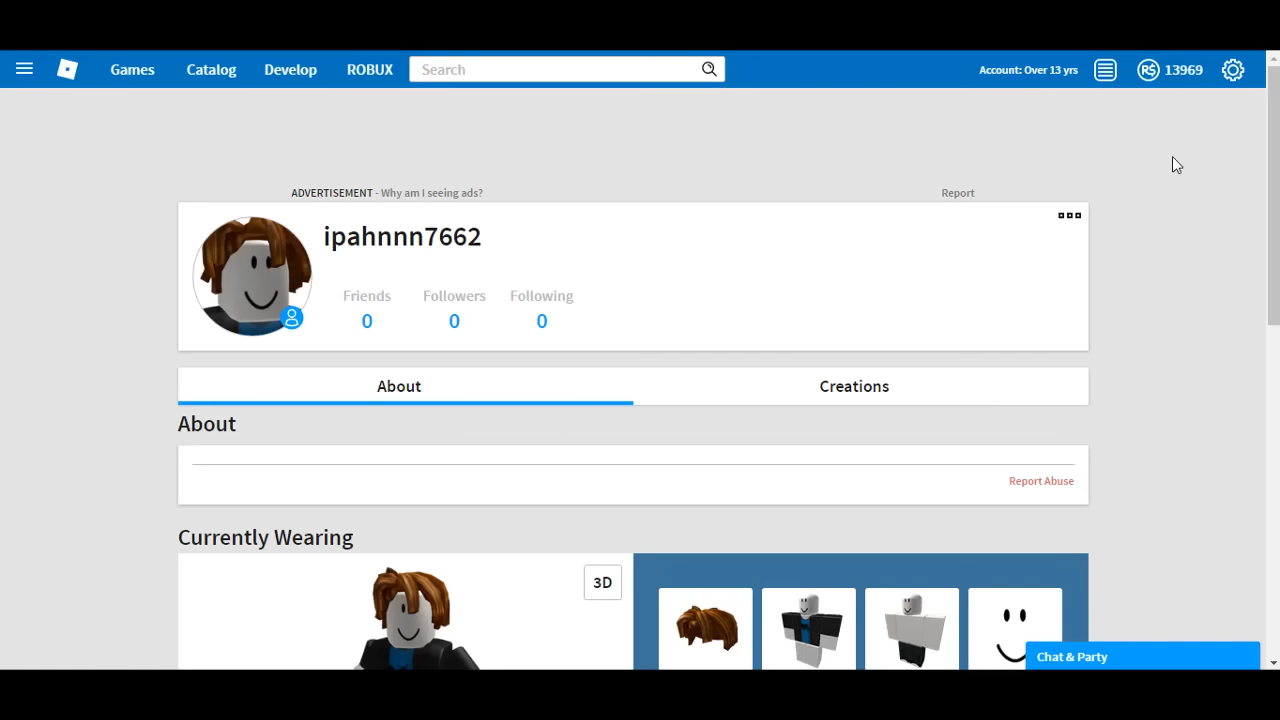 Games Catalog Develop ROBUX Search Account: Over 13 yrs R$ 13969
ADVERTISEMENT - Why am I seeing ads? Report
ipahnnn7662
Friends Followers Following
0 0 0
About Creations
About
Report Abuse
Currently Wearing
3D
Chat & Party